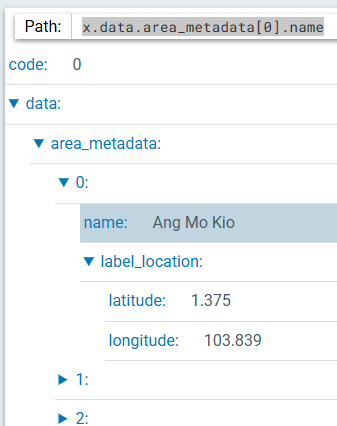 Path: x.data.area_metadata[0].name
code: 0
data:
area_metadata:
0:
name: Ang Mo Kio
label_location:
latitude: 1.375
longitude: 103.839
1:
2: